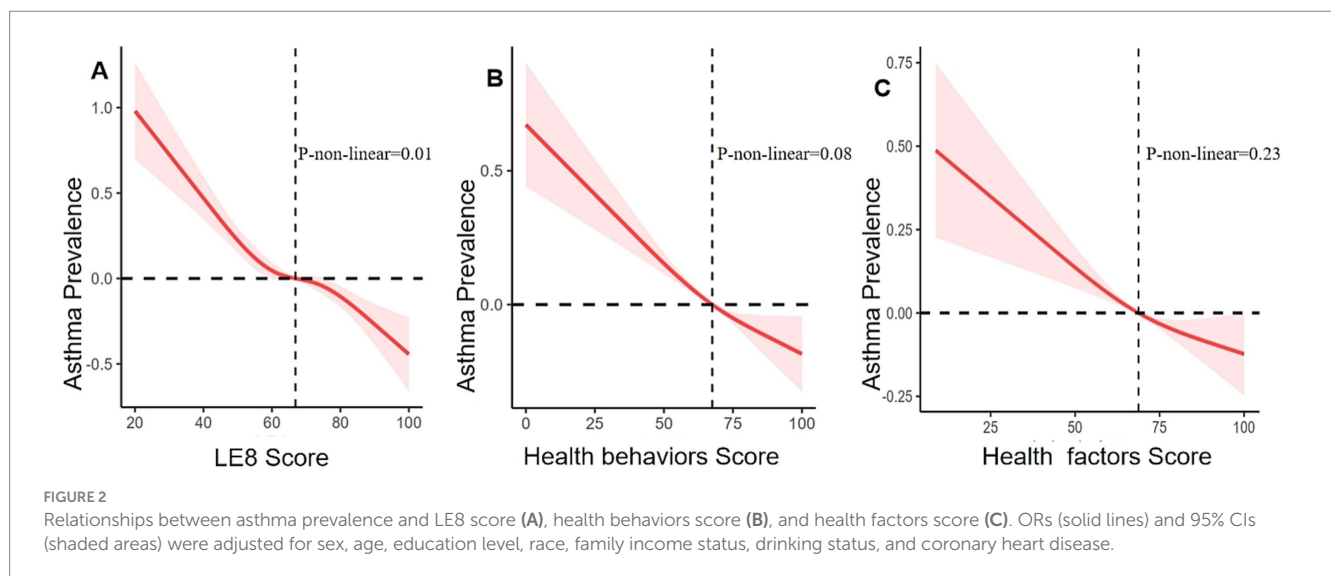 A
P-non-linear=0.01
1.0
0.5
0.0
-0.5
Asthma Prevalence
20 40 60 80 100
LE8 Score
B
P-non-linear=0.08
0.5
0.0
Asthma Prevalence
0 25 50 75 100
Health behaviors Score
C
P-non-linear=0.23
0.75
0.50
0.25
0.00
-0.25
Asthma Prevalence
25 50 75 100
Health factors Score
FIGURE 2
Relationships between asthma prevalence and LE8 score (A), health behaviors score (B), and health factors score (C). ORs (solid lines) and 95% CIs
(shaded areas) were adjusted for sex, age, education level, race, family income status, drinking status, and coronary heart disease.